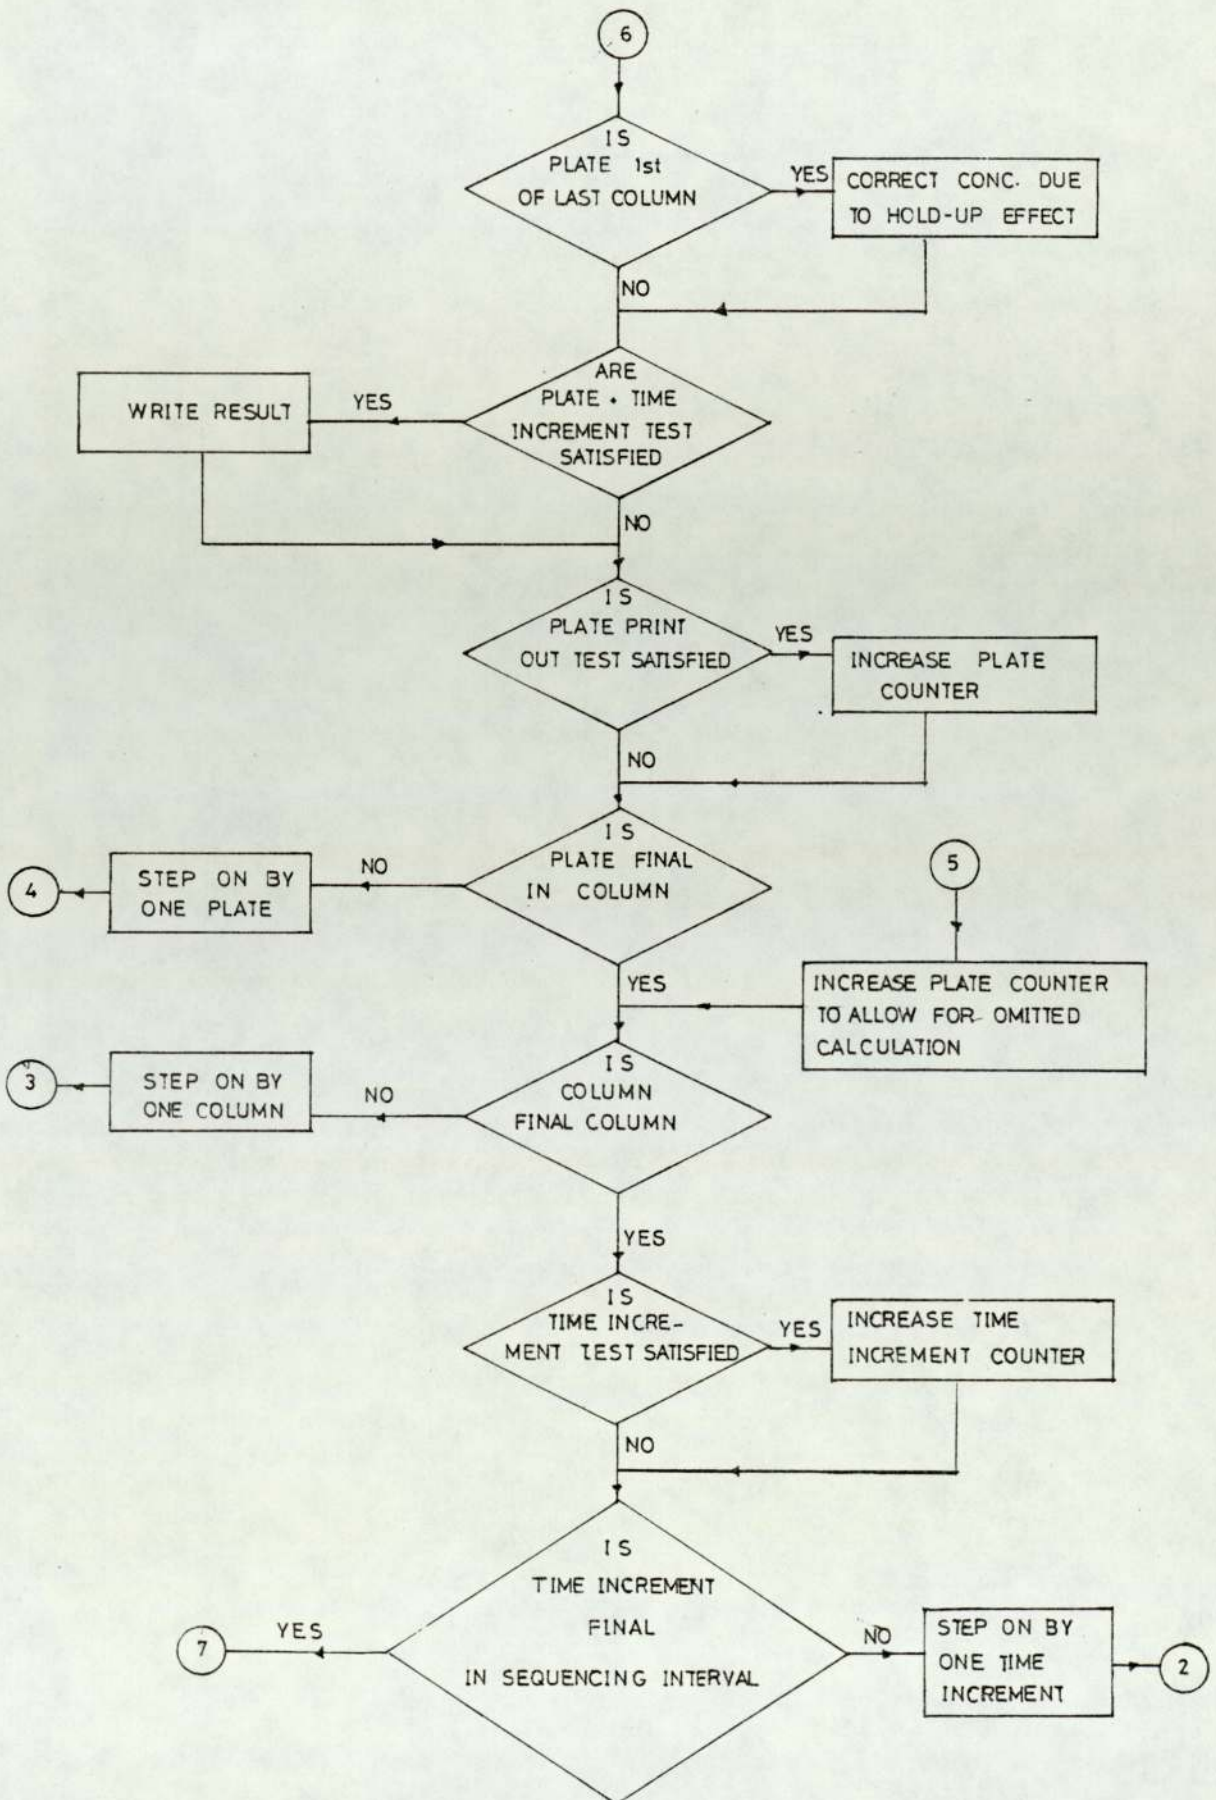 6
IS
PLATE 1st
OF LAST COLUMN
YES
CORRECT CONC. DUE
TO HOLD-UP EFFECT
NO
ARE
PLATE + TIME
INCREMENT TEST
SATISFIED
YES
WRITE RESULT
NO
IS
PLATE PRINT
OUT TEST SATISFIED
YES
INCREASE PLATE
COUNTER
NO
IS
PLATE FINAL
IN COLUMN
NO
STEP ON BY
ONE PLATE
4
5
INCREASE PLATE COUNTER
TO ALLOW FOR OMITTED
CALCULATION
YES
IS
COLUMN
FINAL COLUMN
NO
STEP ON BY
ONE COLUMN
3
YES
IS
TIME INCRE-
MENT TEST SATISFIED
YES
INCREASE TIME
INCREMENT COUNTER
NO
IS
TIME INCREMENT
FINAL
IN SEQUENCING INTERVAL
YES
7
NO
STEP ON BY
ONE TIME
INCREMENT
2